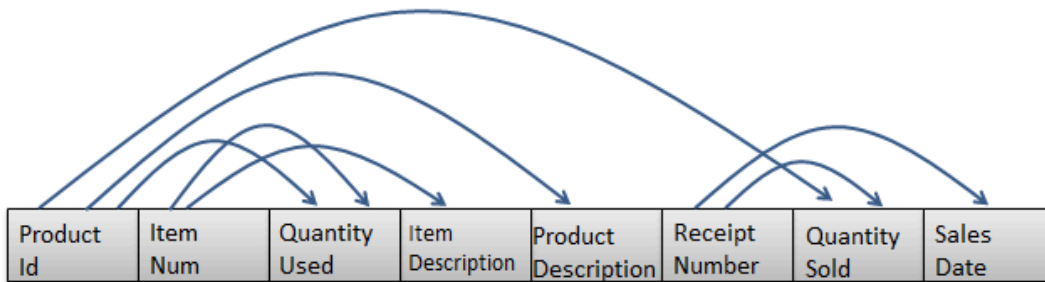 Product
Id
Item
Num
Quantity
Used
Item
Description
Product
Description
Receipt
Number
Quantity
Sold
Sales
Date